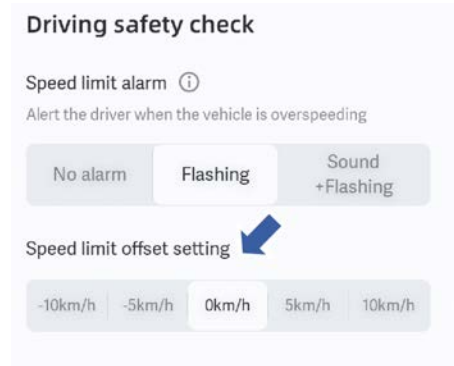 Driving safety check
Speed limit alarm
Alert the driver when the vehicle is overspeeding
No alarm
Flashing
Sound
+Flashing
Speed limit offset setting
-10km/h
-5km/h
0km/h
5km/h
10km/h